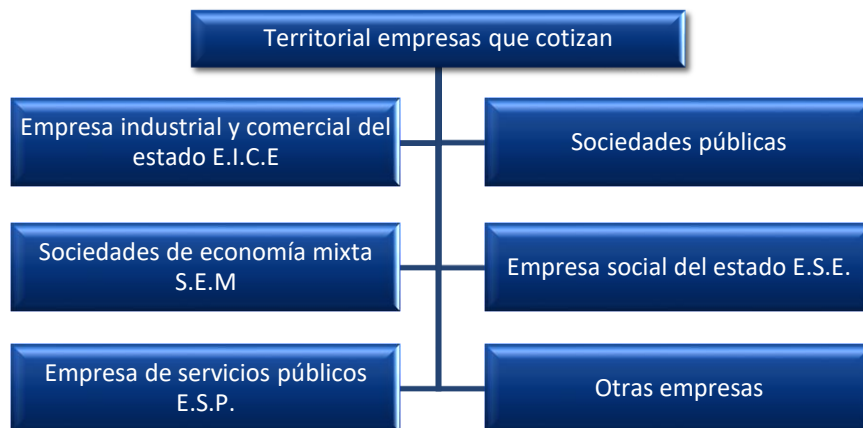 Territorial empresas que cotizan
Empresa industrial y comercial del
estado E.I.C.E
Sociedades públicas
Sociedades de economía mixta
S.E.M
Empresa social del estado E.S.E.
Empresa de servicios públicos
E.S.P.
Otras empresas